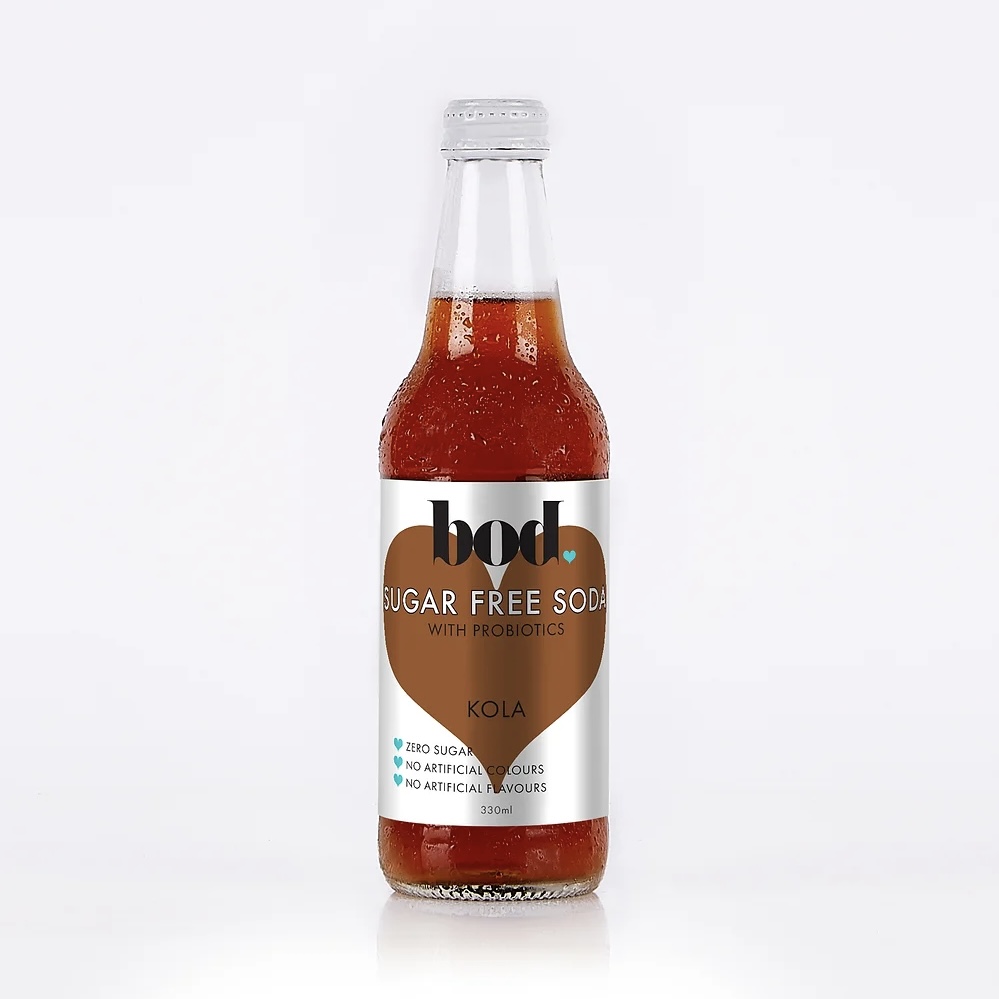 bod.
SUGAR FREE SODA
WITH PROBIOTICS
KOLA
ZERO SUGAR
NO ARTIFICIAL COLOURS
NO ARTIFICIAL FLAVOURS
330ml